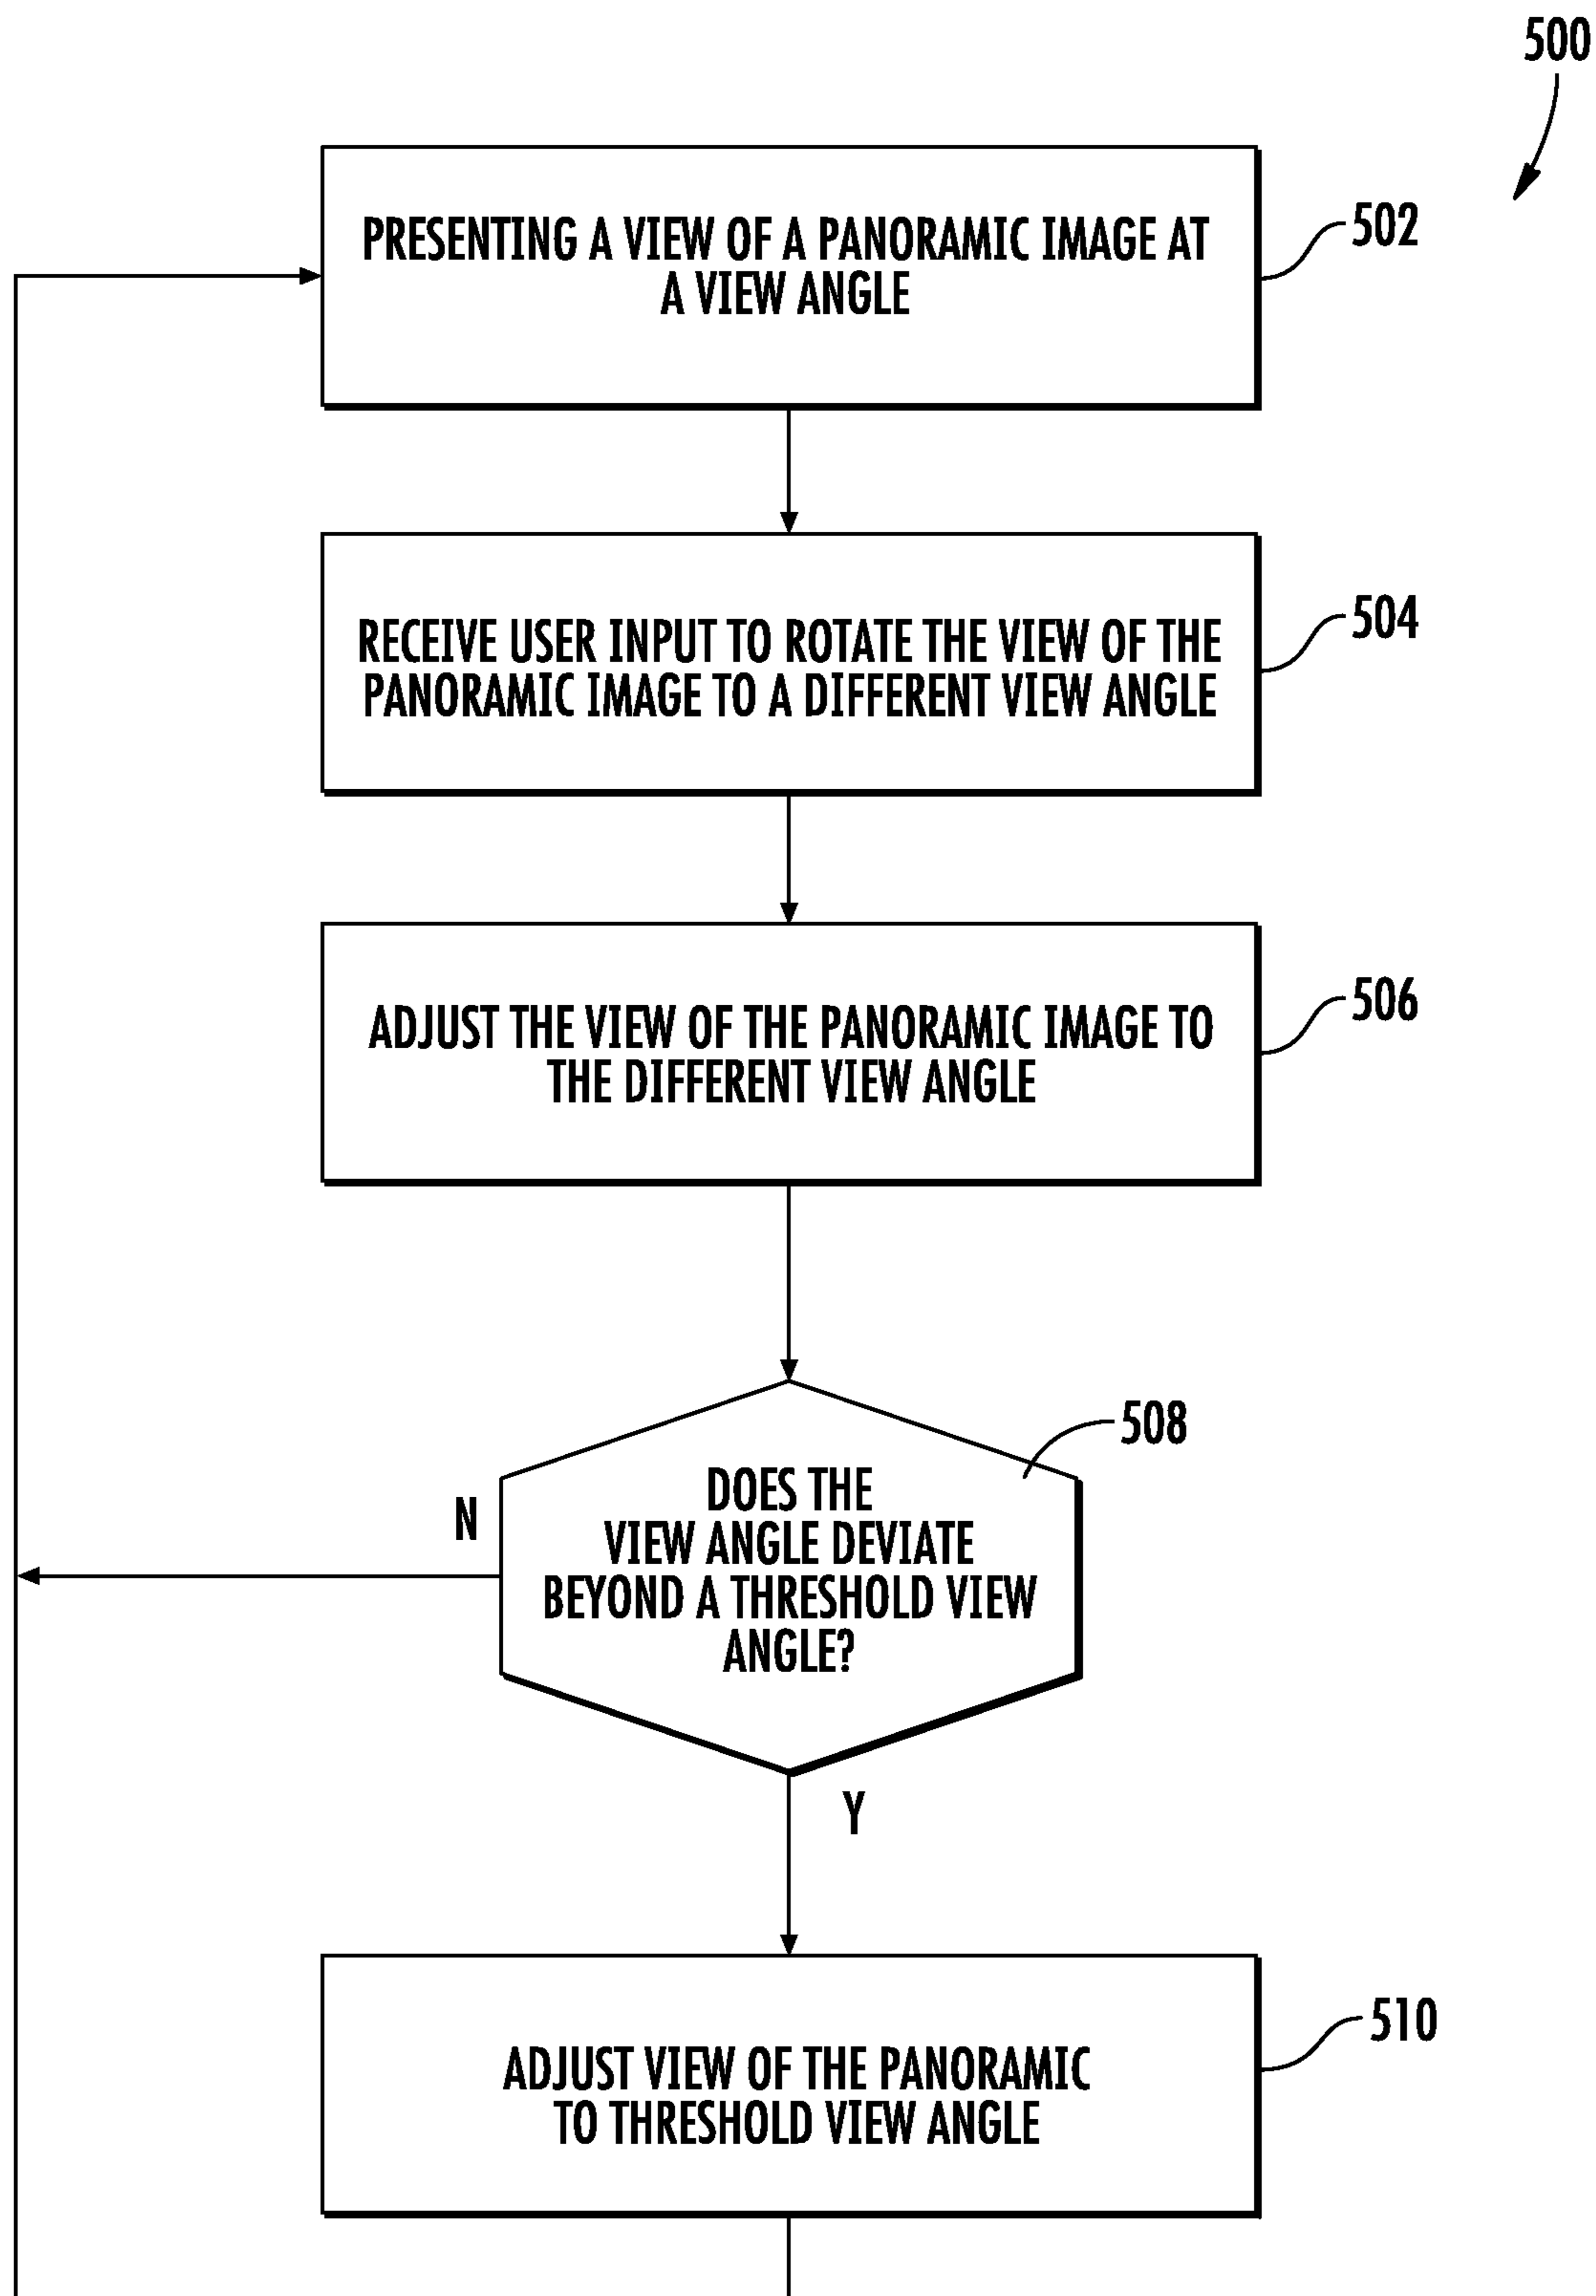 500
PRESENTING A VIEW OF A PANORAMIC IMAGE AT
A VIEW ANGLE
502
RECEIVE USER INPUT TO ROTATE THE VIEW OF THE
PANORAMIC IMAGE TO A DIFFERENT VIEW ANGLE
504
ADJUST THE VIEW OF THE PANORAMIC IMAGE TO
THE DIFFERENT VIEW ANGLE
506
508
DOES THE
VIEW ANGLE DEVIATE
BEYOND A THRESHOLD VIEW
ANGLE?
N
Y
ADJUST VIEW OF THE PANORAMIC
TO THRESHOLD VIEW ANGLE
510